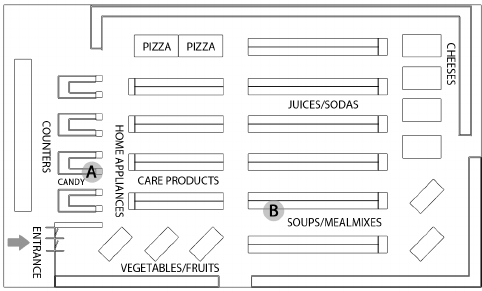 PIZZA PIZZA
CHEESES
JUICES/SODAS
COUNTERS
HOME APPLIANCES
A
CANDY
CARE PRODUCTS
B
SOUPS/MEALMIXES
ENTRANCE
VEGETABLES/FRUITS